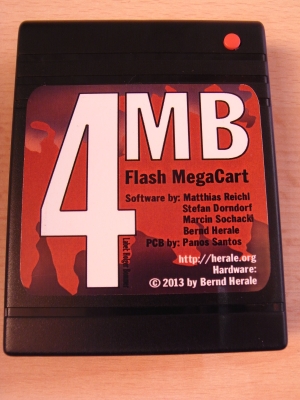 4MB
Flash MegaCart
Software by: Matthias Reichl
Stefan Dorndorf
Marcin Sochacki
Bernd Herale
PCB by: Panos Santos
http://herale.org
Hardware:
© 2013 by Bernd Herale